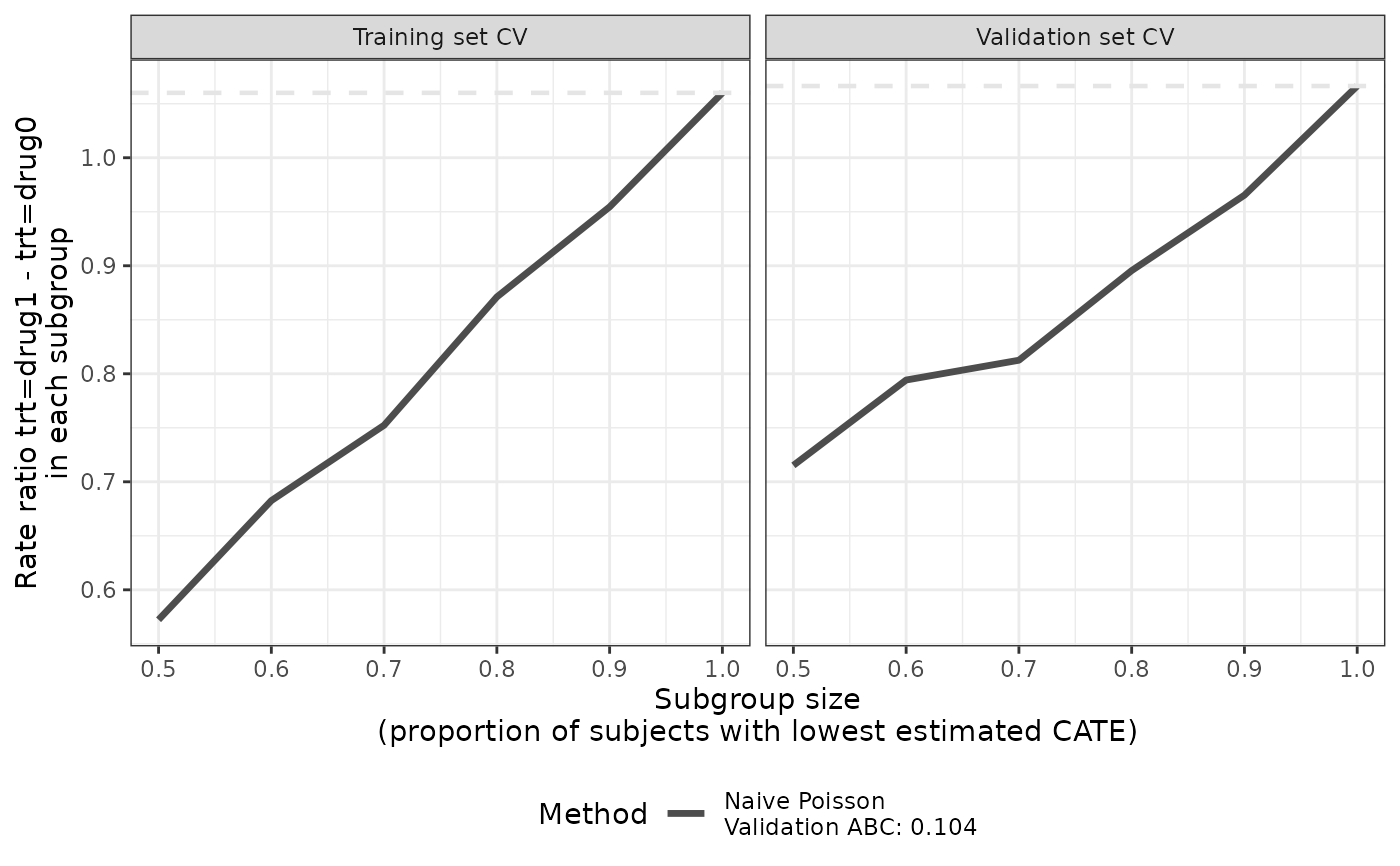 Training set CV
Validation set CV
Rate ratio trt=drug1 - trt=drug0
in each subgroup
1.0
0.9
0.8
0.7
0.6
0.5 0.6 0.7 0.8 0.9 1.0
0.5 0.6 0.7 0.8 0.9 1.0
Subgroup size
(proportion of subjects with lowest estimated CATE)
Method
Naive Poisson
Validation ABC: 0.104